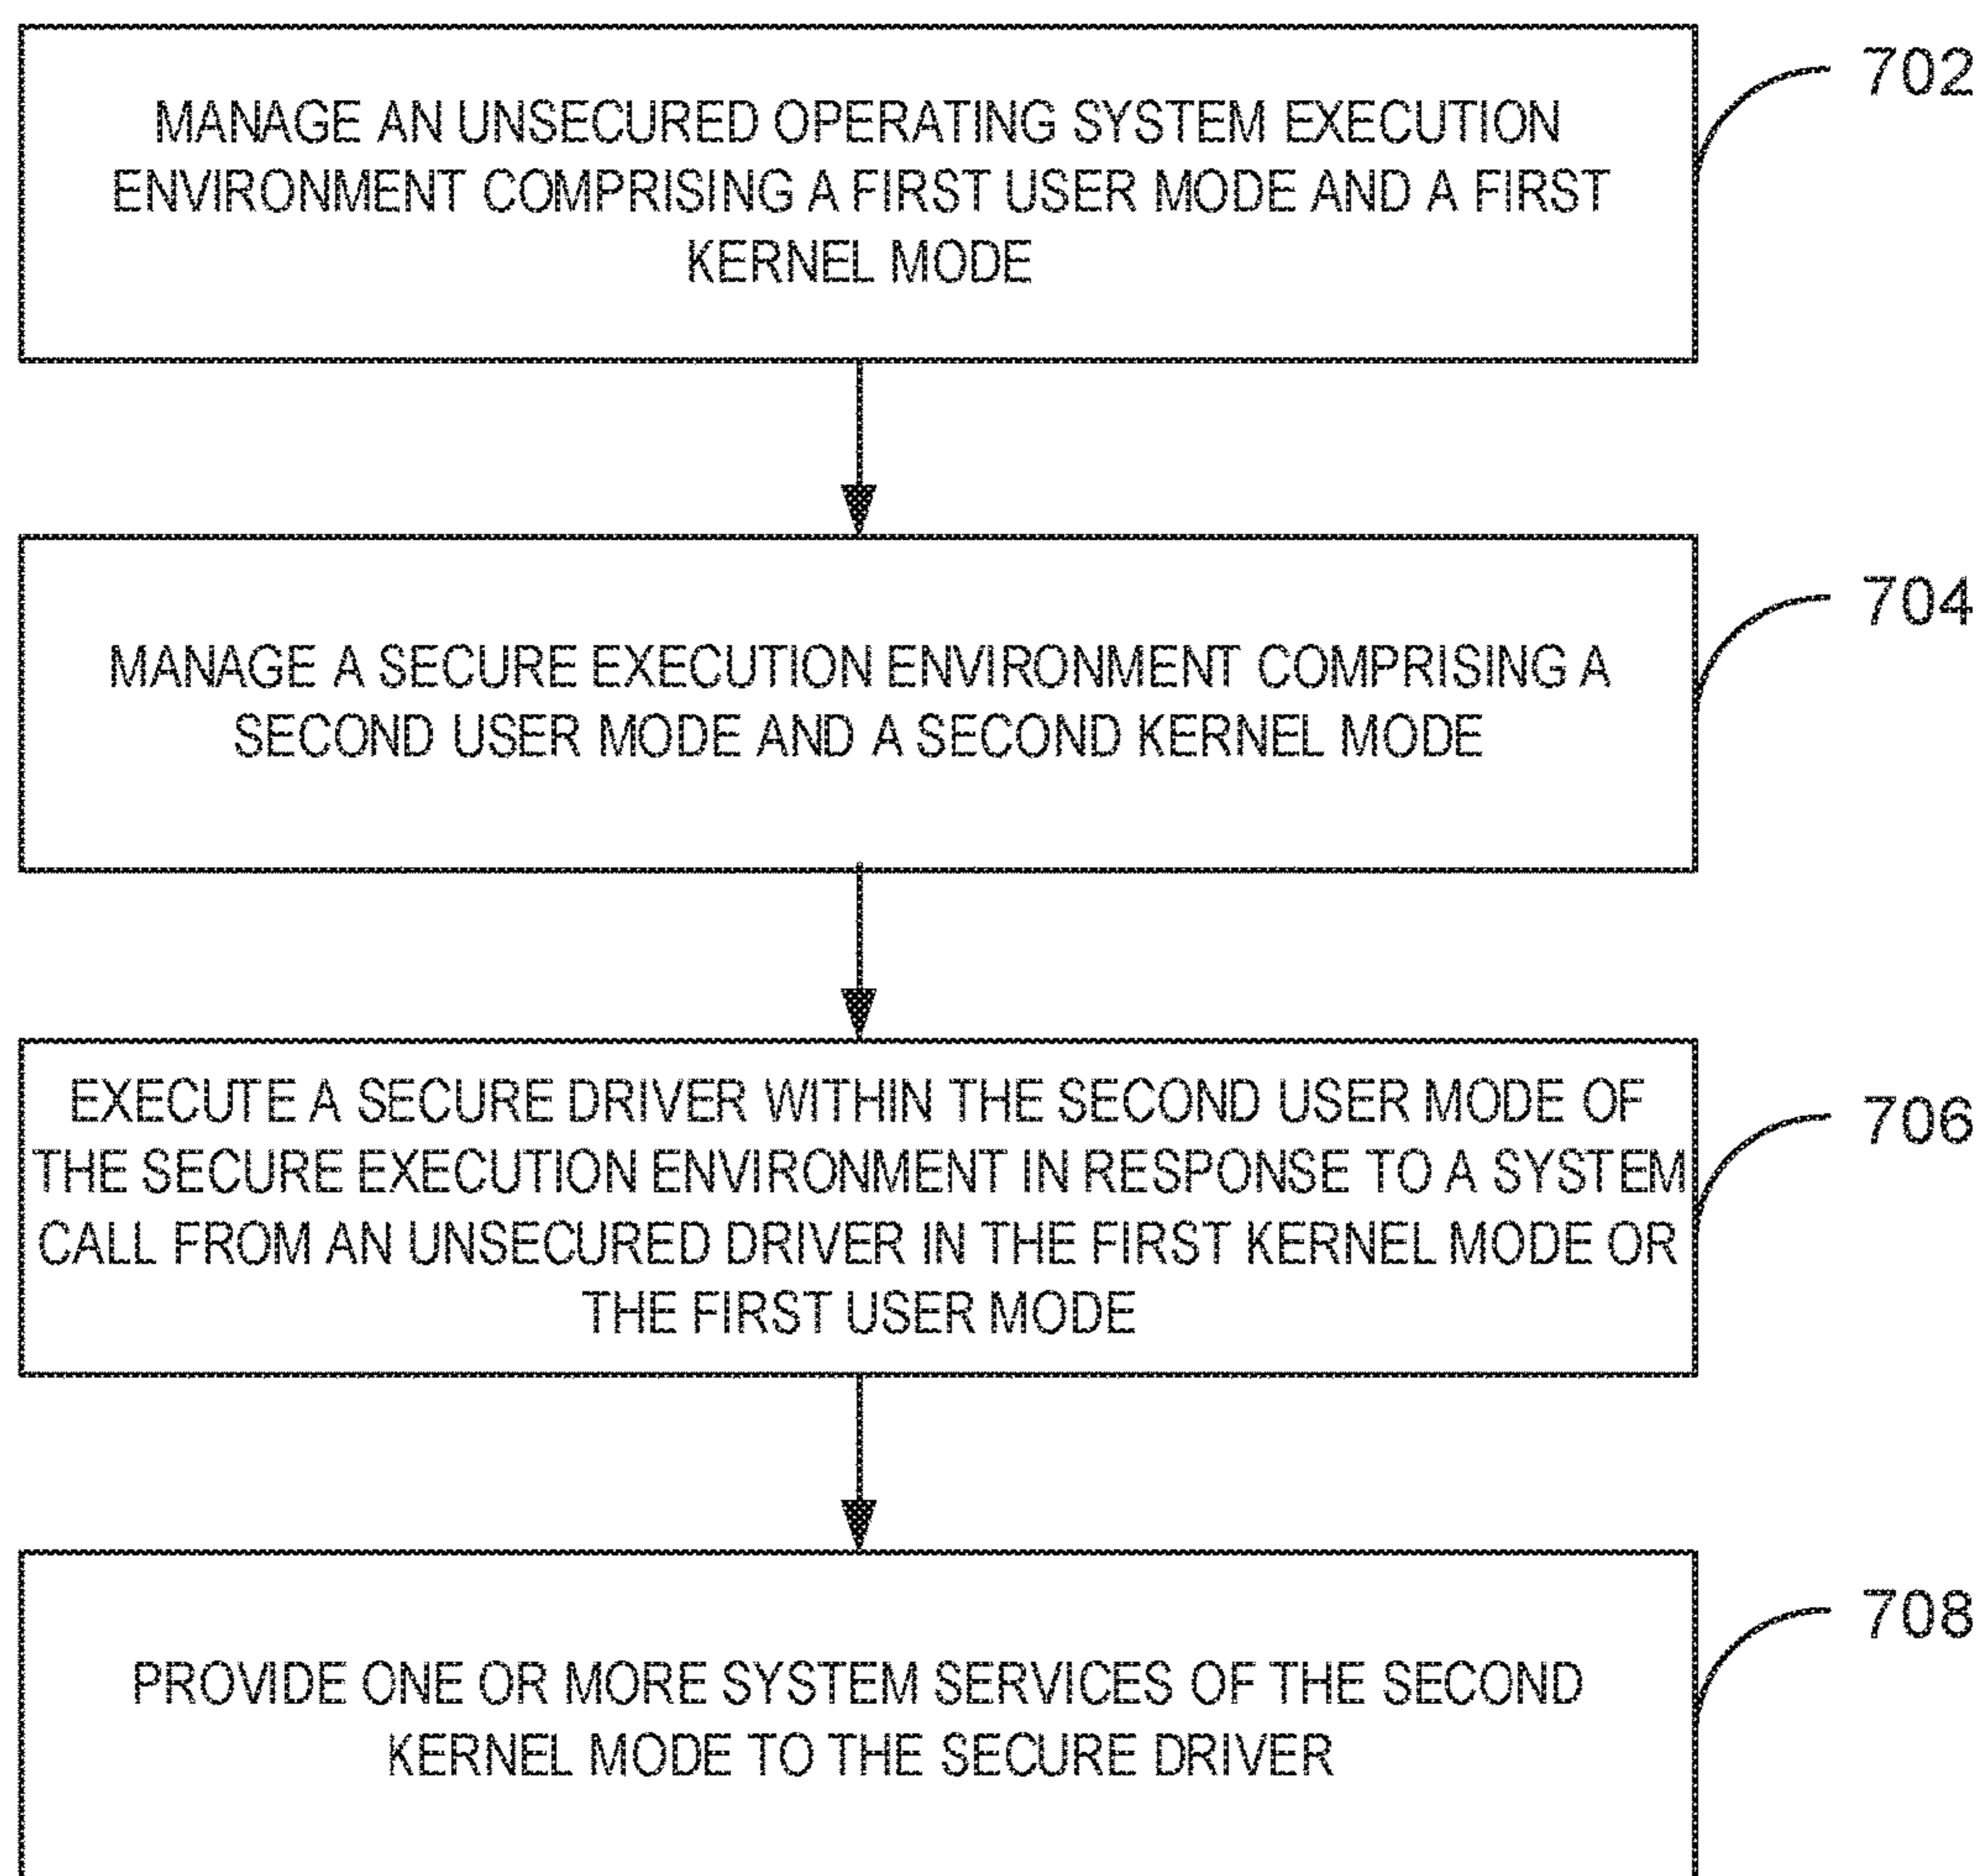 702
MANAGE AN UNSECURED OPERATING SYSTEM EXECUTION
ENVIRONMENT COMPRISING A FIRST USER MODE AND A FIRST
KERNEL MODE
704
MANAGE A SECURE EXECUTION ENVIRONMENT COMPRISING A
SECOND USER MODE AND A SECOND KERNEL MODE
706
EXECUTE A SECURE DRIVER WITHIN THE SECOND USER MODE OF
THE SECURE EXECUTION ENVIRONMENT IN RESPONSE TO A SYSTEM
CALL FROM AN UNSECURED DRIVER IN THE FIRST KERNEL MODE OR
THE FIRST USER MODE
708
PROVIDE ONE OR MORE SYSTEM SERVICES OF THE SECOND
KERNEL MODE TO THE SECURE DRIVER